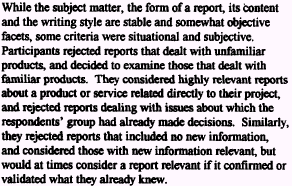 While the subject matter, the form of a report, its content
and the writing style are stable and somewhat objective
facets, some criteria were situational and subjective.
Participants rejected reports that dealt with unfamiliar
products, and decided to examine those that dealt with
familiar products. They considered highly relevant reports
about a product or service related directly to their project,
and rejected reports dealing with issues about which the
respondents' group had already made decisions. Similarly,
they rejected reports that included no new information,
and considered those with new information relevant, but
would at times consider a report relevant if it confirmed or
validated what they already knew.